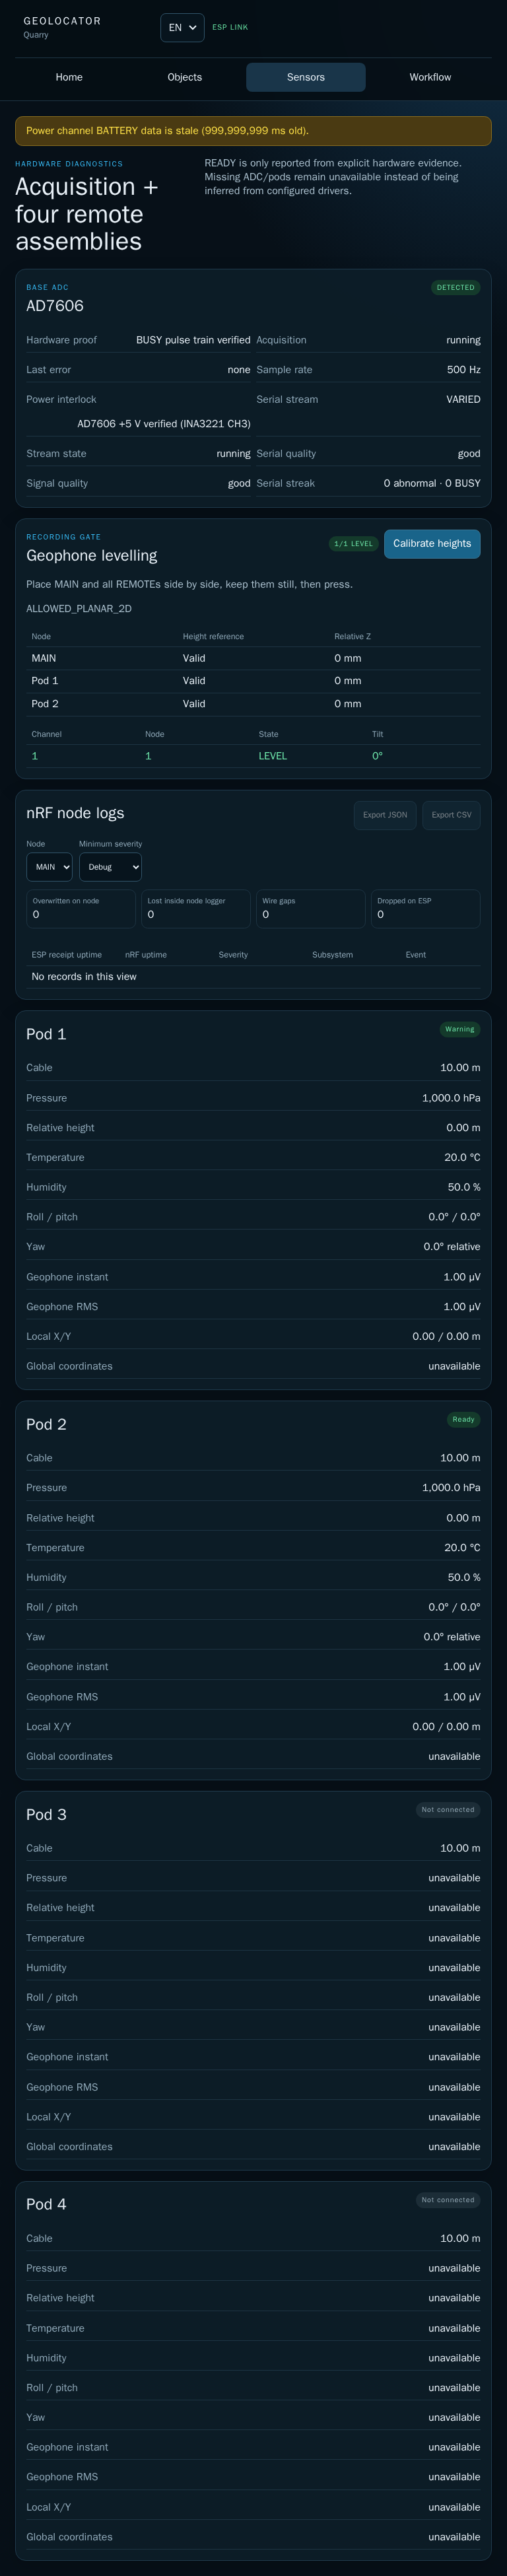 GEOLOCATOR
Quarry
EN
ESP LINK
Home Objects Sensors Workflow
Power channel BATTERY data is stale (999,999,999 ms old).
HARDWARE DIAGNOSTICS
Acquisition +
four remote
assemblies
READY is only reported from explicit hardware evidence.
Missing ADC/pods remain unavailable instead of being
inferred from configured drivers.
BASE ADC
AD7606
DETECTED
Hardware proof BUSY pulse train verified
Acquisition running
Last error none
Sample rate 500 Hz
Power interlock
AD7606 +5 V verified (INA3221 CH3)
Serial stream VARIED
Stream state running
Serial quality good
Signal quality good
Serial streak 0 abnormal · 0 BUSY
RECORDING GATE
Geophone levelling
1/1 LEVEL
Calibrate heights
Place MAIN and all REMOTEs side by side, keep them still, then press.
ALLOWED_PLANAR_2D
Node Height reference Relative Z
MAIN Valid 0 mm
Pod 1 Valid 0 mm
Pod 2 Valid 0 mm
Channel Node State Tilt
1 1 LEVEL 0°
nRF node logs
Export JSON Export CSV
Node Minimum severity
MAIN Debug
Overwritten on node
0
Lost inside node logger
0
Wire gaps
0
Dropped on ESP
0
ESP receipt uptime nRF uptime Severity Subsystem Event
No records in this view
Pod 1
Warning
Cable 10.00 m
Pressure 1,000.0 hPa
Relative height 0.00 m
Temperature 20.0 °C
Humidity 50.0 %
Roll / pitch 0.0° / 0.0°
Yaw 0.0° relative
Geophone instant 1.00 µV
Geophone RMS 1.00 µV
Local X/Y 0.00 / 0.00 m
Global coordinates unavailable
Pod 2
Ready
Cable 10.00 m
Pressure 1,000.0 hPa
Relative height 0.00 m
Temperature 20.0 °C
Humidity 50.0 %
Roll / pitch 0.0° / 0.0°
Yaw 0.0° relative
Geophone instant 1.00 µV
Geophone RMS 1.00 µV
Local X/Y 0.00 / 0.00 m
Global coordinates unavailable
Pod 3
Not connected
Cable 10.00 m
Pressure unavailable
Relative height unavailable
Temperature unavailable
Humidity unavailable
Roll / pitch unavailable
Yaw unavailable
Geophone instant unavailable
Geophone RMS unavailable
Local X/Y unavailable
Global coordinates unavailable
Pod 4
Not connected
Cable 10.00 m
Pressure unavailable
Relative height unavailable
Temperature unavailable
Humidity unavailable
Roll / pitch unavailable
Yaw unavailable
Geophone instant unavailable
Geophone RMS unavailable
Local X/Y unavailable
Global coordinates unavailable